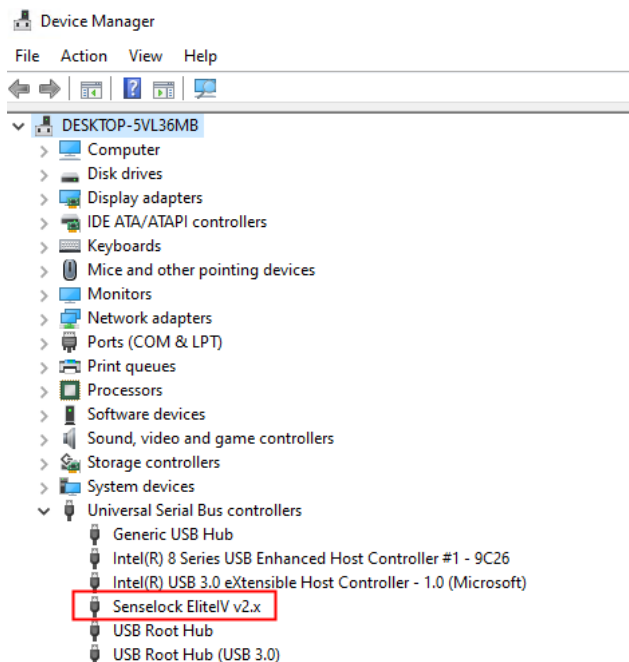 Device Manager
File Action View Help
DESKTOP-5VL36MB
Computer
Disk drives
Display adapters
IDE ATA/ATAPI controllers
Keyboards
Mice and other pointing devices
Monitors
Network adapters
Ports (COM & LPT)
Print queues
Processors
Software devices
Sound, video and game controllers
Storage controllers
System devices
Universal Serial Bus controllers
Generic USB Hub
Intel(R) 8 Series USB Enhanced Host Controller #1 - 9C26
Intel(R) USB 3.0 eXtensible Host Controller - 1.0 (Microsoft)
Senselock EliteIV v2.x
USB Root Hub
USB Root Hub (USB 3.0)